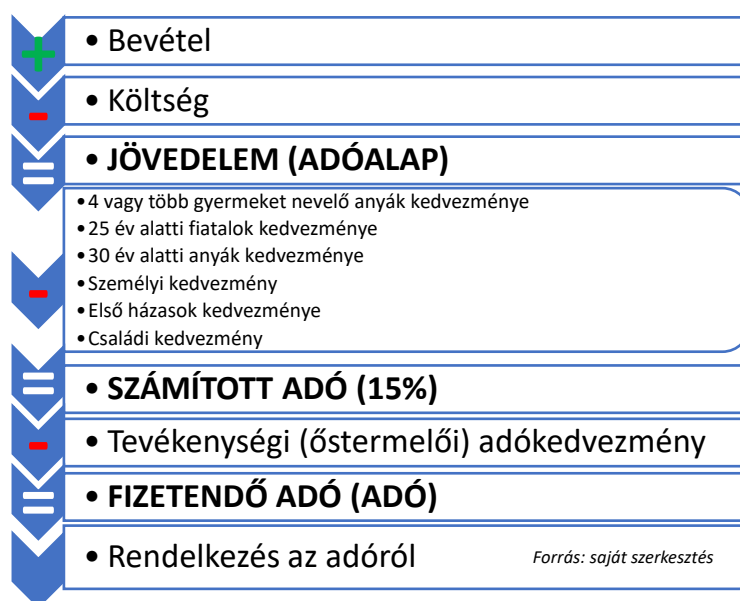 +
• Bevétel
-
• Költség
=
• JÖVEDELEM (ADÓALAP)
-
• 4 vagy több gyermeket nevelő anyák kedvezménye
• 25 év alatti fiatalok kedvezménye
• 30 év alatti anyák kedvezménye
• Személyi kedvezmény
• Első házasok kedvezménye
• Családi kedvezmény
=
• SZÁMÍTOTT ADÓ (15%)
-
• Tevékenységi (őstermelői) adókedvezmény
=
• FIZETENDŐ ADÓ (ADÓ)
• Rendelkezés az adóról
Forrás: saját szerkesztés